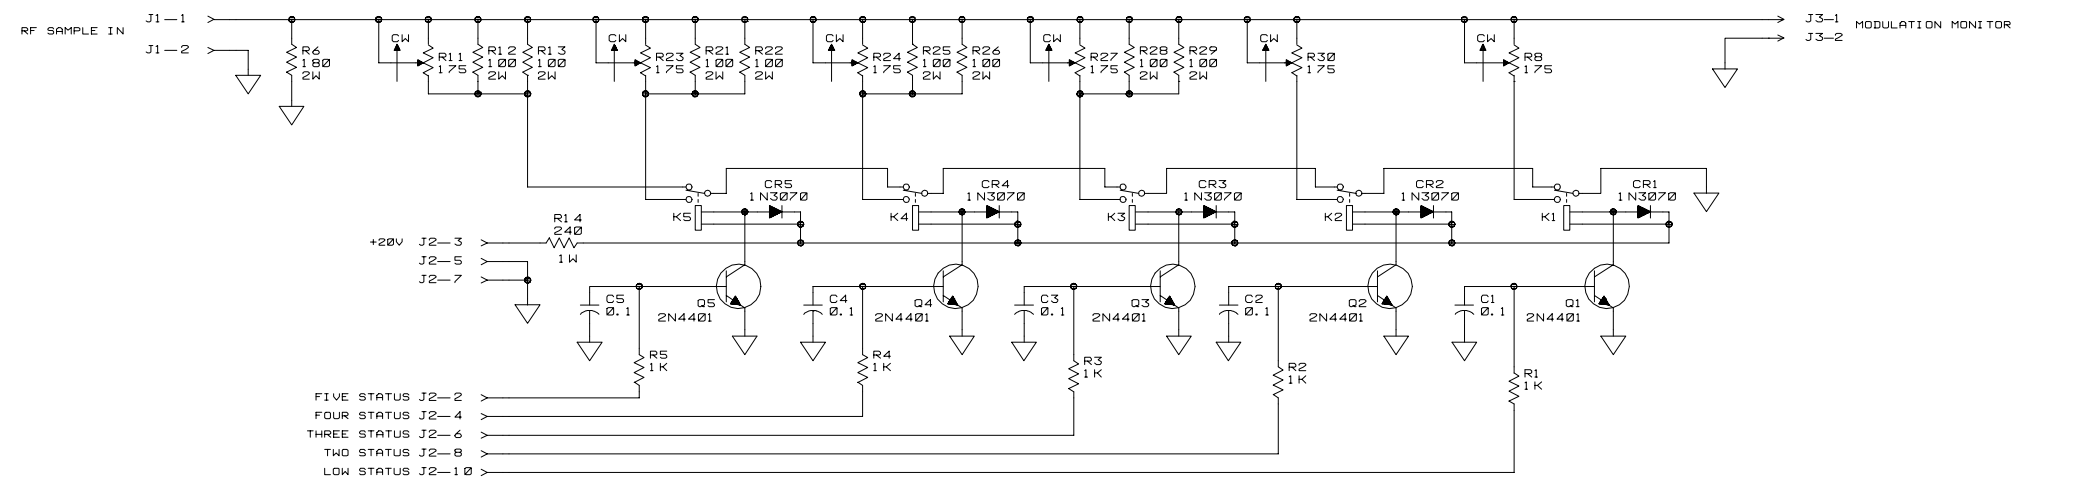 RF SAMPLE IN
J1-1
J1-2
R6
180
2W
CW
R11
175
R12
100
2W
R13
100
2W
CW
R23
175
R21
100
2W
R22
100
2W
CW
R24
175
R25
100
2W
R26
100
2W
CW
R27
175
R28
100
2W
R29
100
2W
CW
R30
175
CW
R8
175
J3-1
J3-2
MODULATION MONITOR
K5
CR5
1N3070
K4
CR4
1N3070
K3
CR3
1N3070
K2
CR2
1N3070
K1
CR1
1N3070
+20V J2-3
R14
240
1W
J2-5
J2-7
C5
0.1
Q5
2N4401
C4
0.1
Q4
2N4401
C3
0.1
Q3
2N4401
C2
0.1
Q2
2N4401
C1
0.1
Q1
2N4401
R5
1K
R4
1K
R3
1K
R2
1K
R1
1K
FIVE STATUS J2-2
FOUR STATUS J2-4
THREE STATUS J2-6
TWO STATUS J2-8
LOW STATUS J2-10